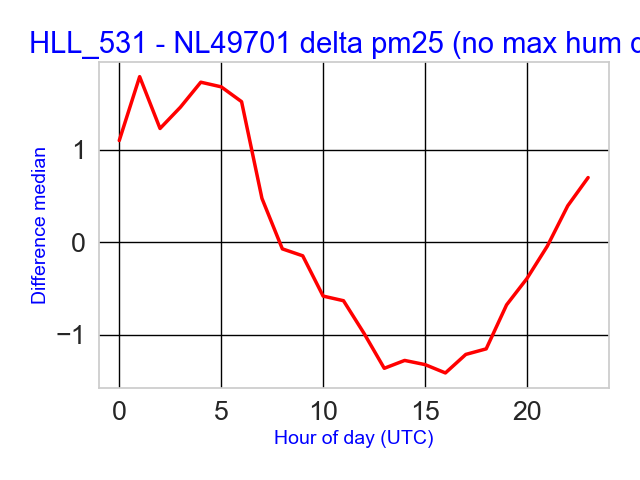 HLL_531 - NL49701 delta pm25 (no max hum
Difference median
1
0
−1
0 5 10 15 20
Hour of day (UTC)